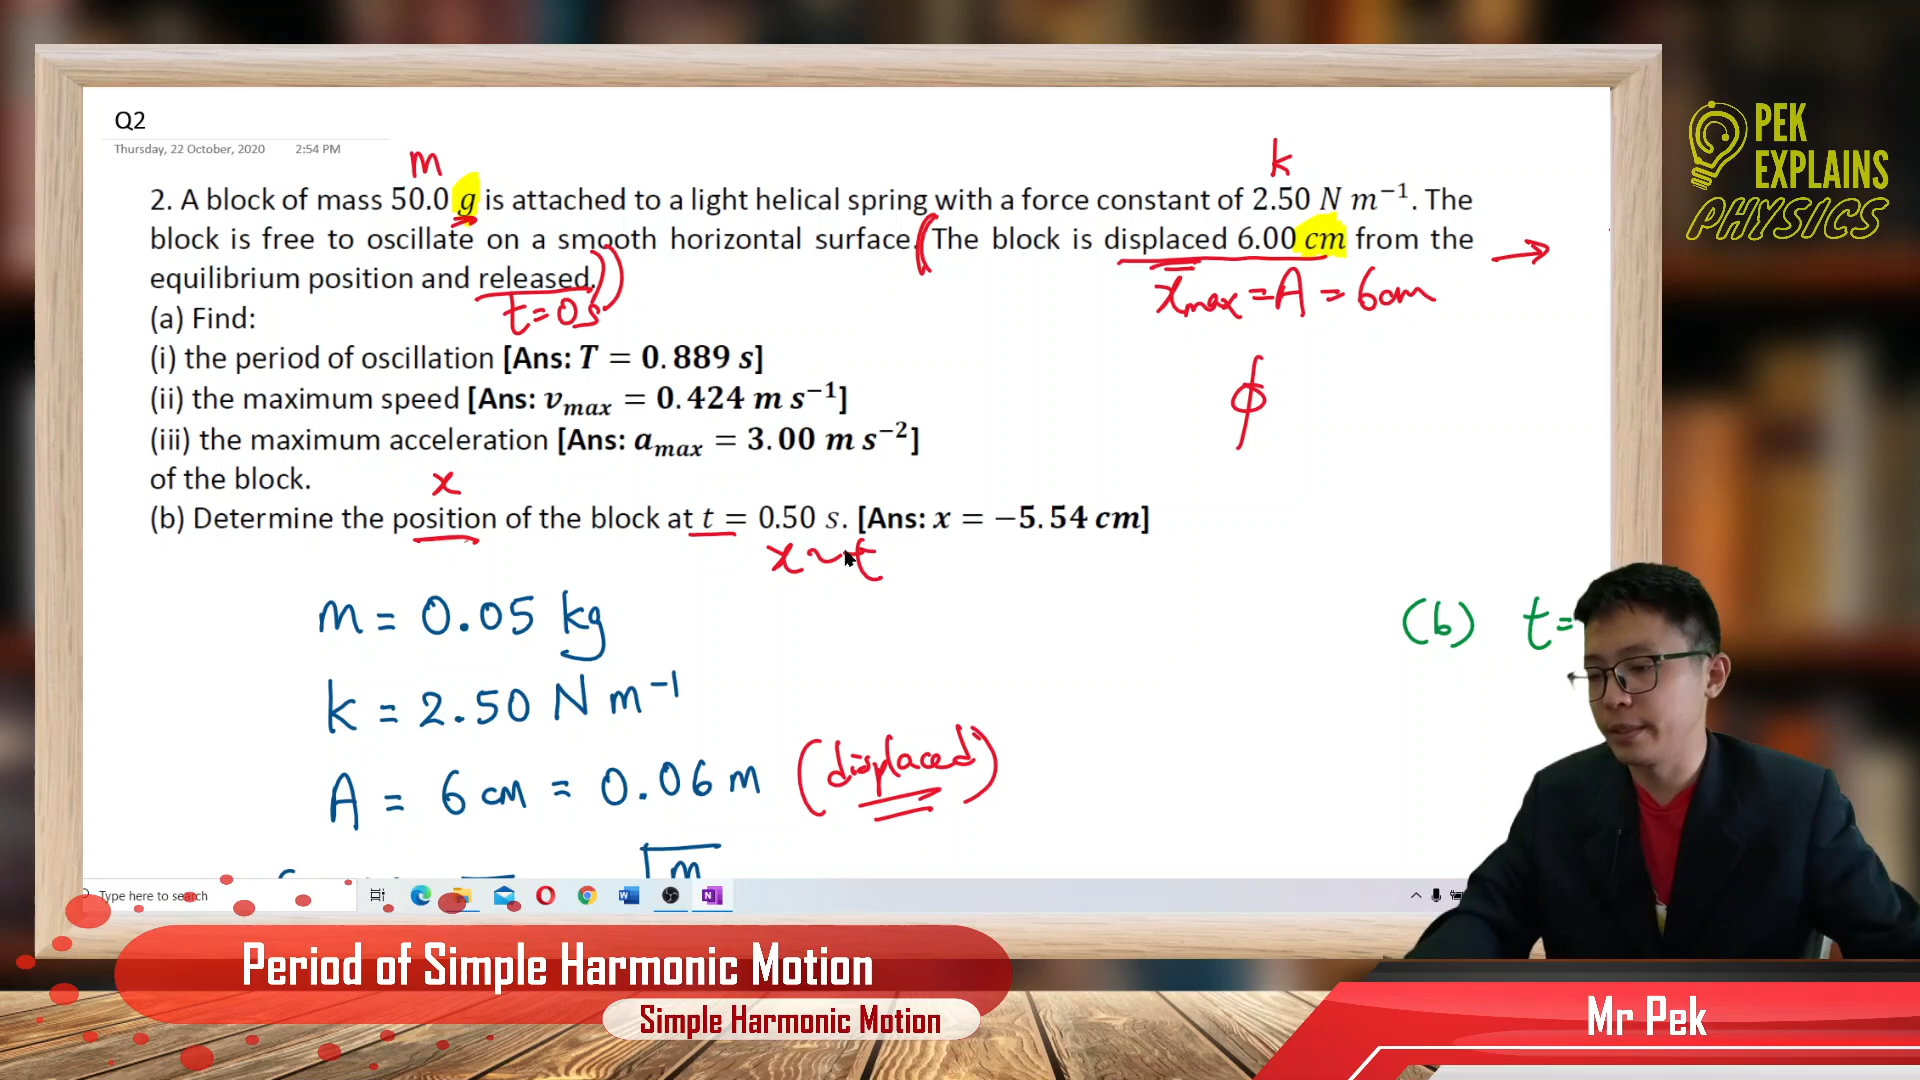 Q2
Thursday, 22 October, 2020 2:54 PM
m
k
2. A block of mass 50.0 g is attached to a light helical spring with a force constant of 2.50 N m⁻¹. The
block is free to oscillate on a smooth horizontal surface. The block is displaced 6.00 cm from the
equilibrium position and released.
t = 0s
x_max = A = 6cm
(a) Find:
(i) the period of oscillation [Ans: T = 0.889 s]
(ii) the maximum speed [Ans: v_max = 0.424 m s⁻¹]
ϕ
(iii) the maximum acceleration [Ans: a_max = 3.00 m s⁻²]
of the block.
x
(b) Determine the position of the block at t = 0.50 s. [Ans: x = −5.54 cm]
x ~ t
m = 0.05 kg
(b) t=
k = 2.50 N m⁻¹
A = 6 cm = 0.06 m (displaced)
m
Type here to search
PEK
EXPLAINS
PHYSICS
Period of Simple Harmonic Motion
Simple Harmonic Motion
Mr Pek